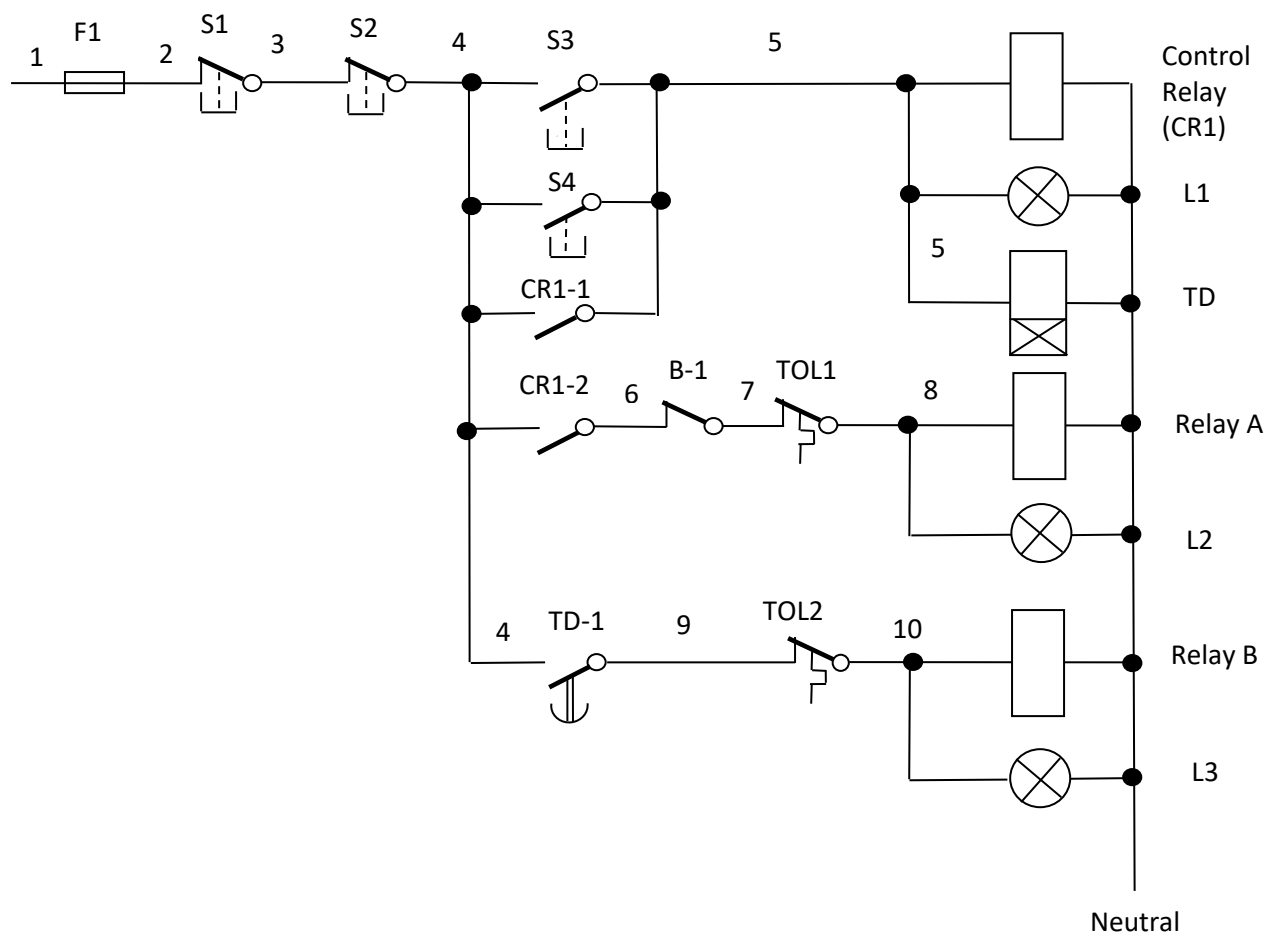 F1
S1
S2
S3
1
2
3
4
5
Control
Relay
(CR1)
S4
L1
5
CR1-1
TD
CR1-2
6
B-1
7
TOL1
8
Relay A
L2
4
TD-1
9
TOL2
10
Relay B
L3
Neutral